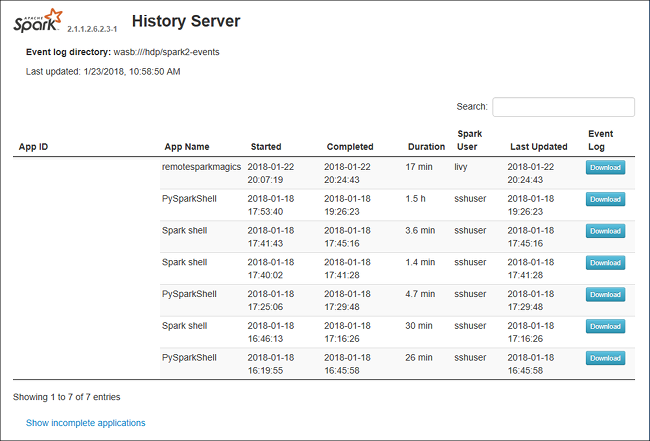 APACHE
Spark 2.1.1.2.6.2.3-1 History Server
Event log directory: wasb:///hdp/spark2-events
Last updated: 1/23/2018, 10:58:50 AM
Search:
App ID App Name Started Completed Duration Spark User Last Updated Event Log
remotesparkmagics 2018-01-22 20:07:19 2018-01-22 20:24:43 17 min livy 2018-01-22 20:24:43 Download
PySparkShell 2018-01-18 17:53:40 2018-01-18 19:26:23 1.5 h sshuser 2018-01-18 19:26:23 Download
Spark shell 2018-01-18 17:41:43 2018-01-18 17:45:16 3.6 min sshuser 2018-01-18 17:45:16 Download
Spark shell 2018-01-18 17:40:02 2018-01-18 17:41:28 1.4 min sshuser 2018-01-18 17:41:28 Download
PySparkShell 2018-01-18 17:25:06 2018-01-18 17:29:48 4.7 min sshuser 2018-01-18 17:29:48 Download
Spark shell 2018-01-18 16:46:13 2018-01-18 17:16:26 30 min sshuser 2018-01-18 17:16:26 Download
PySparkShell 2018-01-18 16:19:55 2018-01-18 16:45:58 26 min sshuser 2018-01-18 16:45:58 Download
Showing 1 to 7 of 7 entries
Show incomplete applications